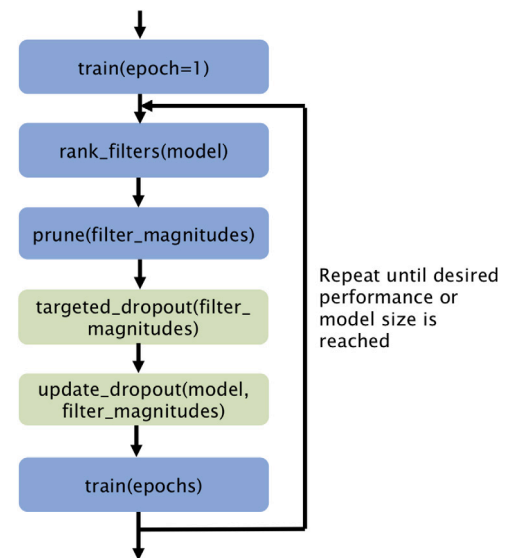 train(epoch=1)
rank_filters(model)
prune(filter_magnitudes)
targeted_dropout(filter_
magnitudes)
update_dropout(model,
filter_magnitudes)
train(epochs)
Repeat until desired
performance or
model size is
reached